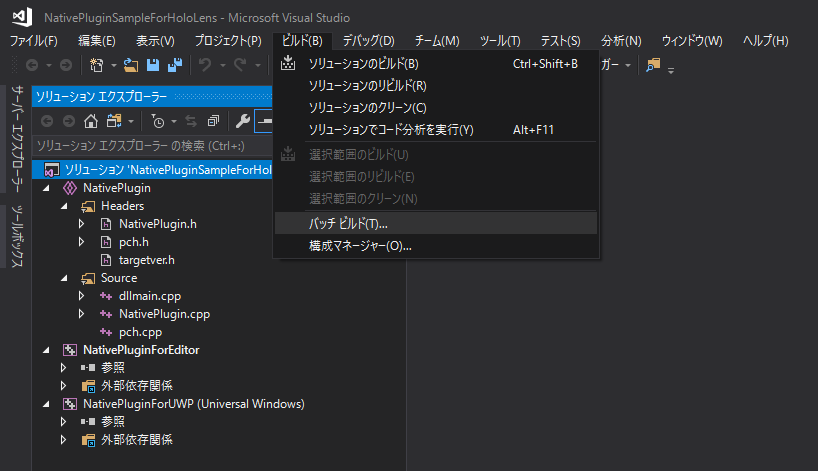 NativePluginSampleForHoloLens - Microsoft Visual Studio
ファイル(F) 編集(E) 表示(V) プロジェクト(P) ビルド(B) デバッグ(D) チーム(M) ツール(T) テスト(S) 分析(N) ウィンドウ(W) ヘルプ(H)
ガー
サーバー エクスプローラー
ツールボックス
ソリューション エクスプローラー
ソリューション エクスプローラー の検索 (Ctrl+:)
ソリューション 'NativePluginSampleForHol
NativePlugin
Headers
NativePlugin.h
pch.h
targetver.h
Source
dllmain.cpp
NativePlugin.cpp
pch.cpp
NativePluginForEditor
参照
外部依存関係
NativePluginForUWP (Universal Windows)
参照
外部依存関係
ソリューションのビルド(B) Ctrl+Shift+B
ソリューションのリビルド(R)
ソリューションのクリーン(C)
ソリューションでコード分析を実行(Y) Alt+F11
選択範囲のビルド(U)
選択範囲のリビルド(E)
選択範囲のクリーン(N)
バッチ ビルド(T)...
構成マネージャー(O)...